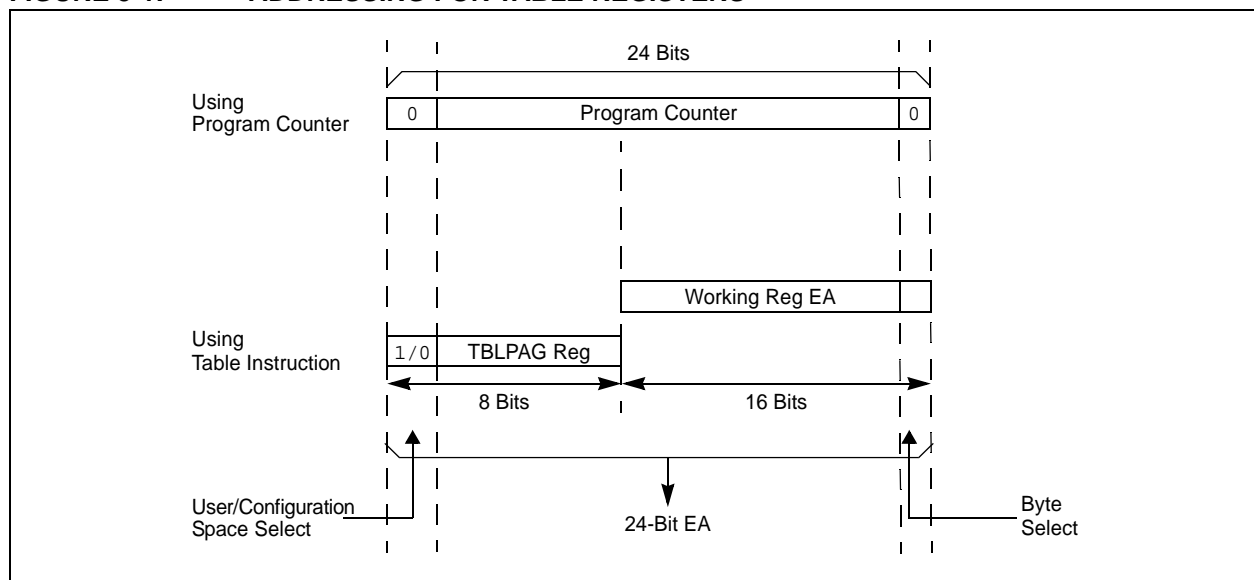 24 Bits
Using
Program Counter
0
Program Counter
0
Working Reg EA
Using
Table Instruction
1/0
TBLPAG Reg
8 Bits
16 Bits
User/Configuration
Space Select
24-Bit EA
Byte
Select